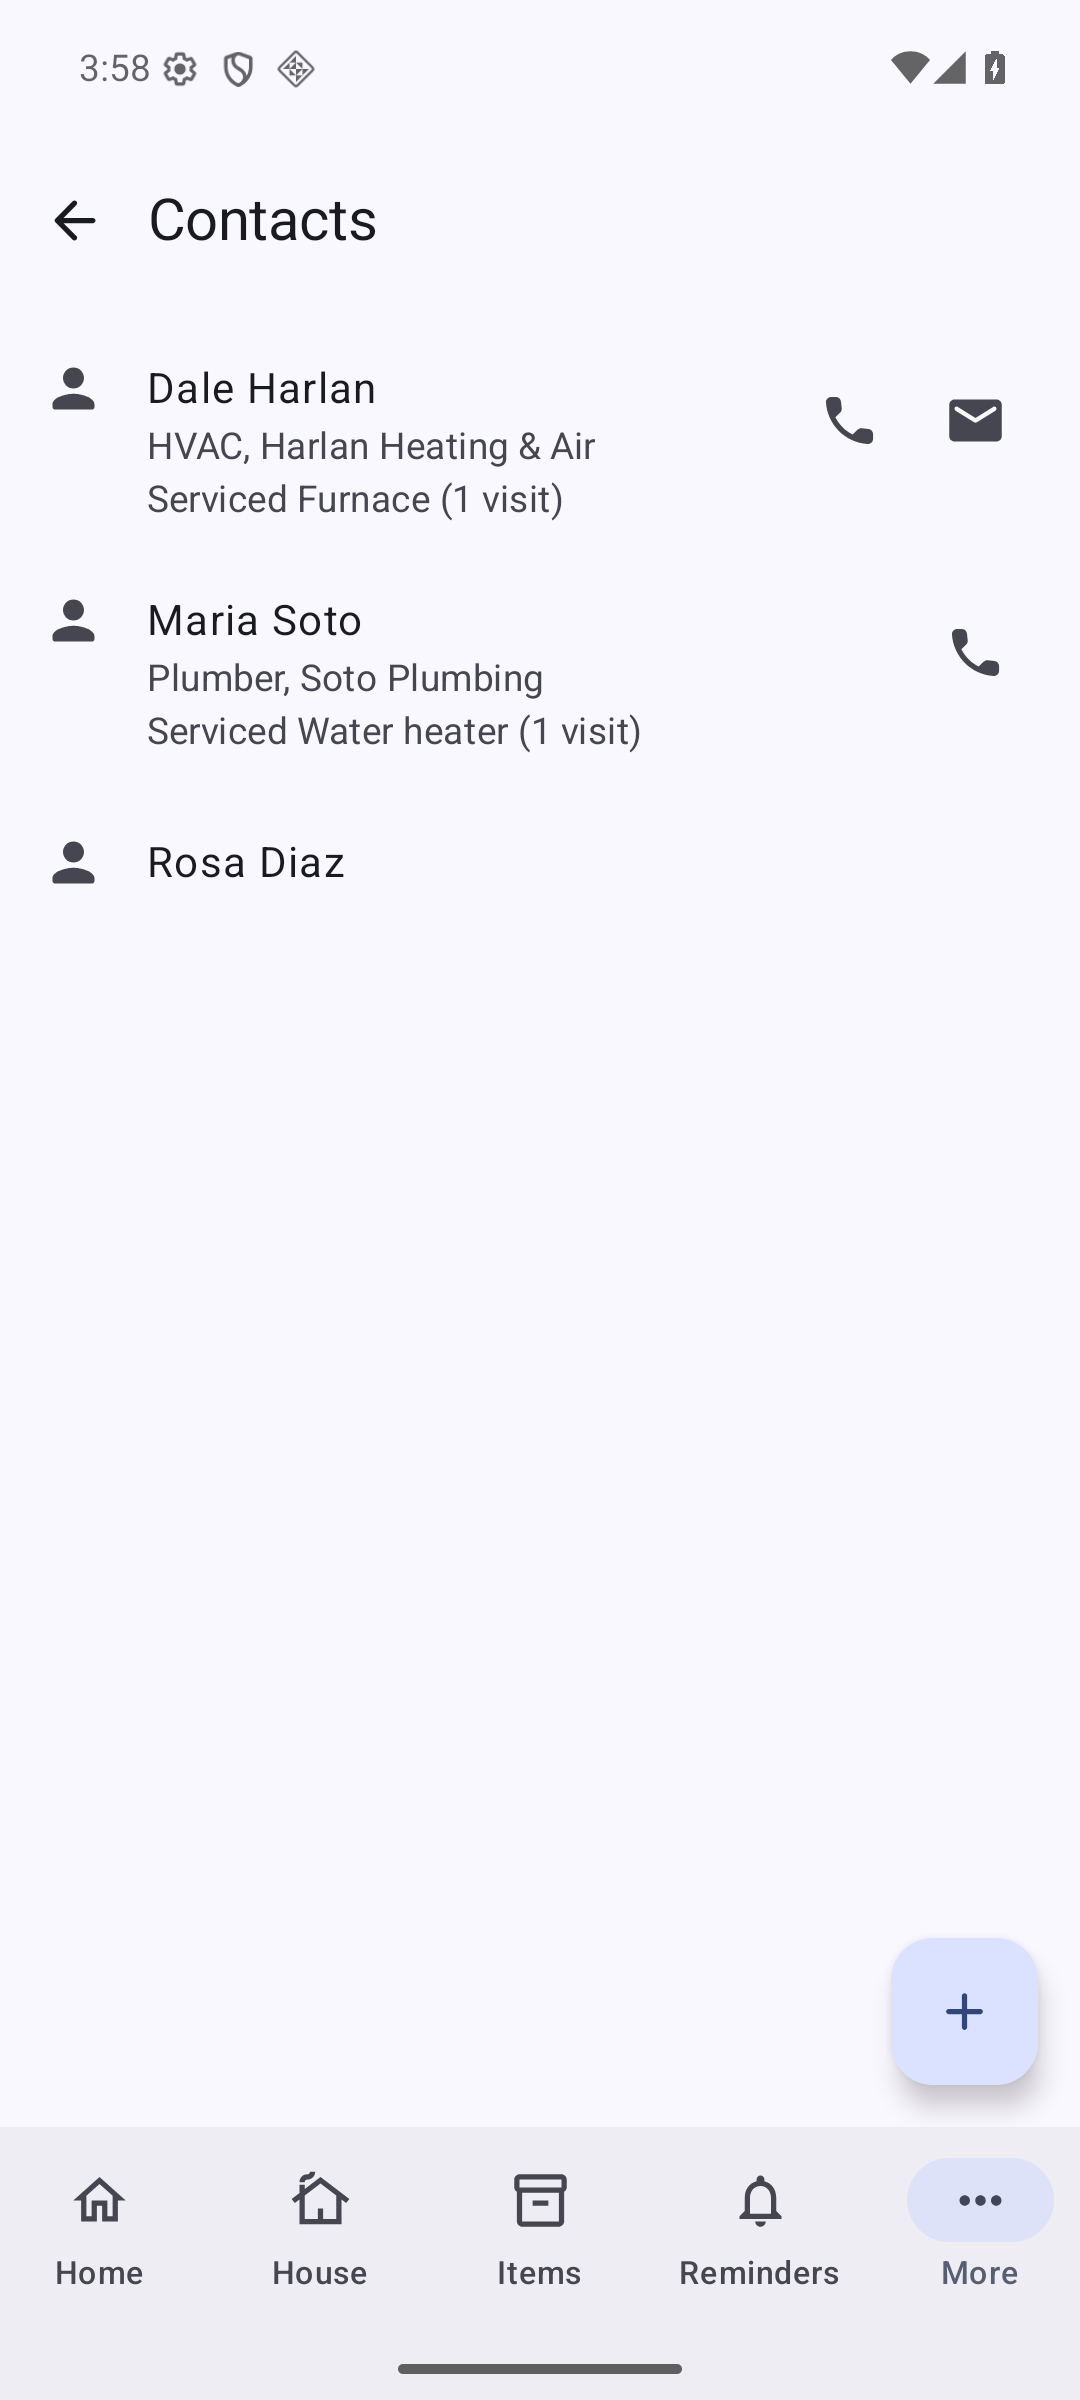 3:58
Contacts
Dale Harlan
HVAC, Harlan Heating & Air
Serviced Furnace (1 visit)
Maria Soto
Plumber, Soto Plumbing
Serviced Water heater (1 visit)
Rosa Diaz
Home House Items Reminders More